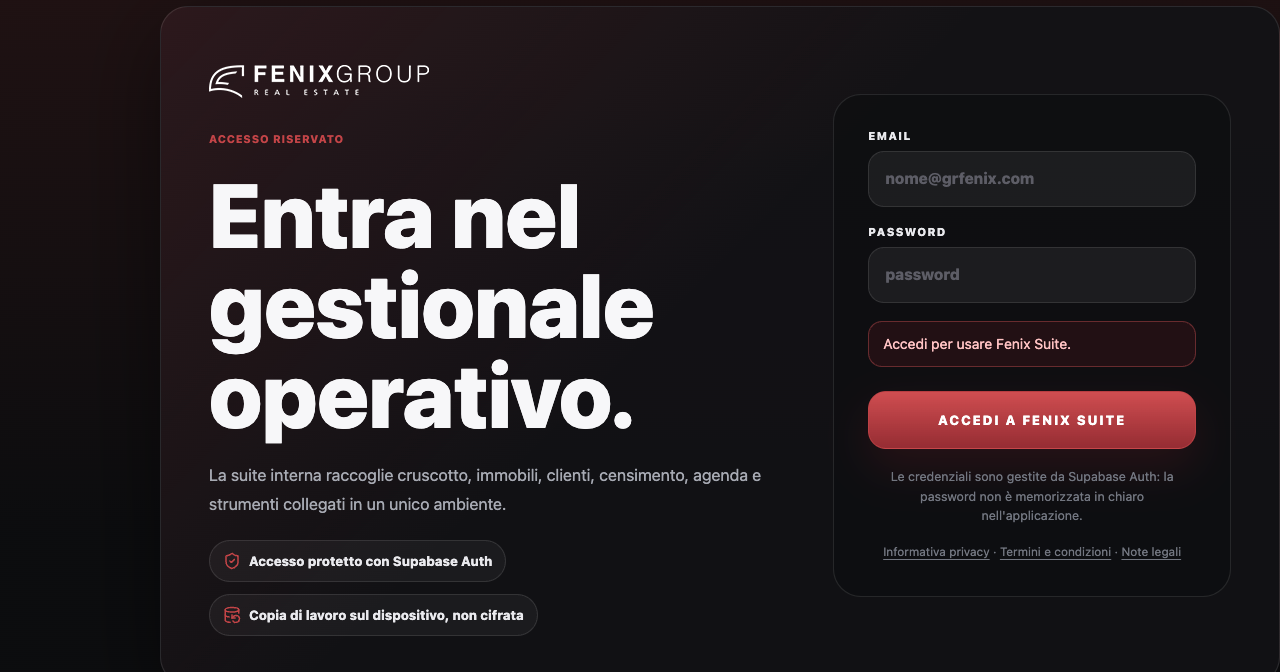 FENIXGROUP
REAL ESTATE
ACCESSO RISERVATO
Entra nel
gestionale
operativo.
La suite interna raccoglie cruscotto, immobili, clienti, censimento, agenda e
strumenti collegati in un unico ambiente.
Accesso protetto con Supabase Auth
Copia di lavoro sul dispositivo, non cifrata
EMAIL
nome@grfenix.com
PASSWORD
password
Accedi per usare Fenix Suite.
ACCEDI A FENIX SUITE
Le credenziali sono gestite da Supabase Auth: la
password non è memorizzata in chiaro
nell'applicazione.
Informativa privacy · Termini e condizioni · Note legali